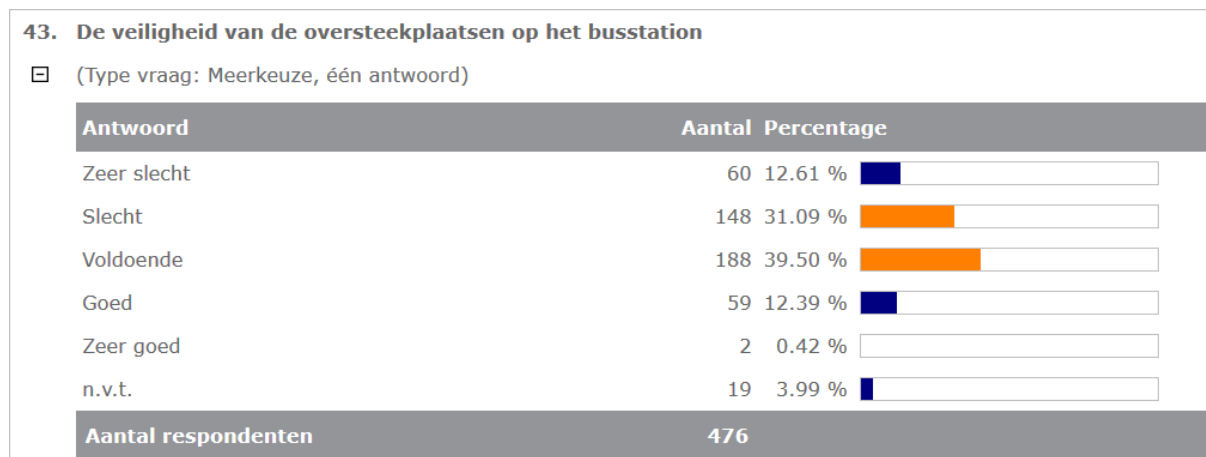 43. De veiligheid van de oversteekplaatsen op het busstation
(Type vraag: Meerkeuze, één antwoord)
Antwoord Aantal Percentage
Zeer slecht 60 12.61 %
Slecht 148 31.09 %
Voldoende 188 39.50 %
Goed 59 12.39 %
Zeer goed 2 0.42 %
n.v.t. 19 3.99 %
Aantal respondenten 476